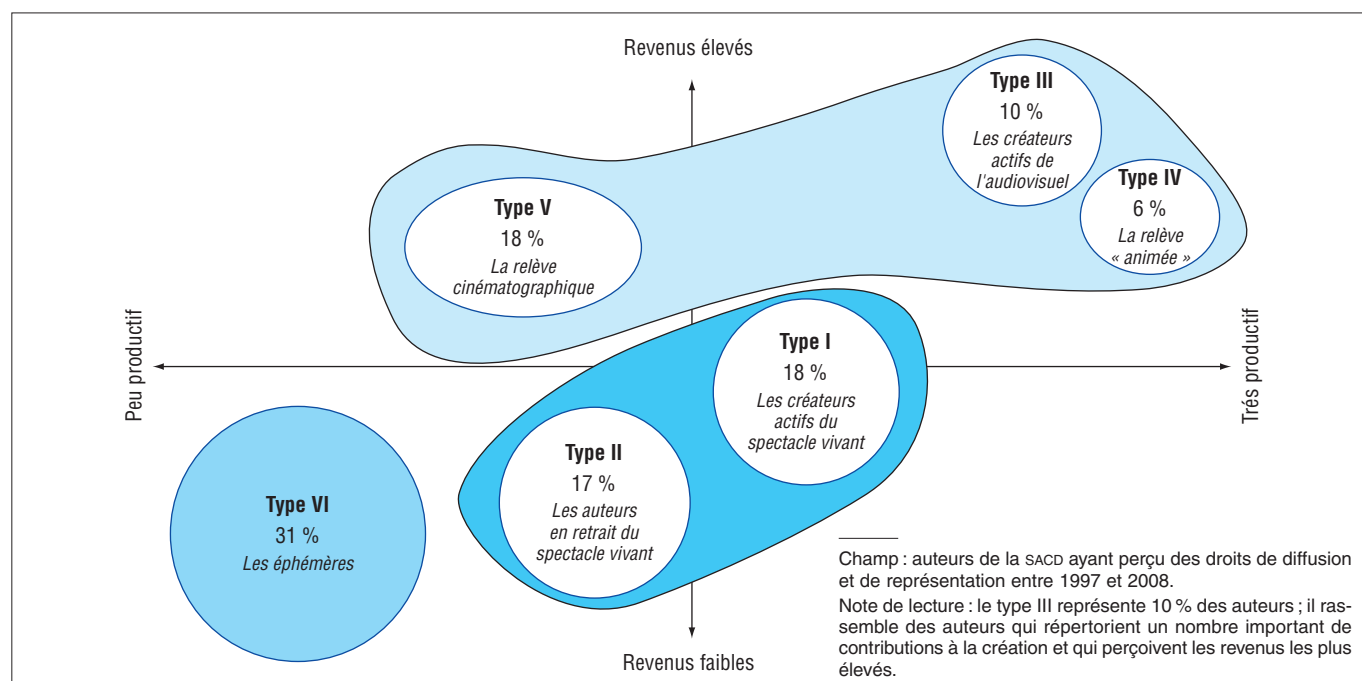 Revenus élevés
Type III
10 %
Les créateurs
actifs de
l'audiovisuel
Type IV
6 %
La relève
« animée »
Type V
18 %
La relève
cinématographique
Peu productif
Trés productif
Type I
18 %
Les créateurs
actifs du
spectacle vivant
Type II
17 %
Les auteurs
en retrait du
spectacle vivant
Type VI
31 %
Les éphémères
Revenus faibles
Champ : auteurs de la SACD ayant perçu des droits de diffusion
et de représentation entre 1997 et 2008.
Note de lecture : le type III représente 10 % des auteurs ; il ras-
semble des auteurs qui répertorient un nombre important de
contributions à la création et qui perçoivent les revenus les plus
élevés.